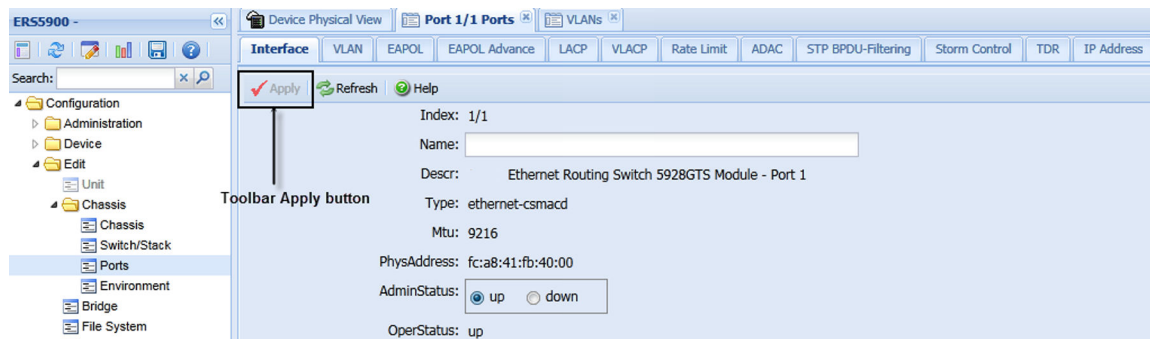 ERS5900 -
Device Physical View
Port 1/1 Ports
VLANs
Interface VLAN EAPOL EAPOL Advance LACP VLACP Rate Limit ADAC STP BPDU-Filtering Storm Control TDR IP Address
Search:
Apply Refresh Help
Configuration
Administration
Device
Edit
Unit
Chassis
Chassis
Switch/Stack
Ports
Environment
Bridge
File System
Toolbar Apply button
Index: 1/1
Name:
Descr: Ethernet Routing Switch 5928GTS Module - Port 1
Type: ethernet-csmacd
Mtu: 9216
PhysAddress: fc:a8:41:fb:40:00
AdminStatus: up down
OperStatus: up